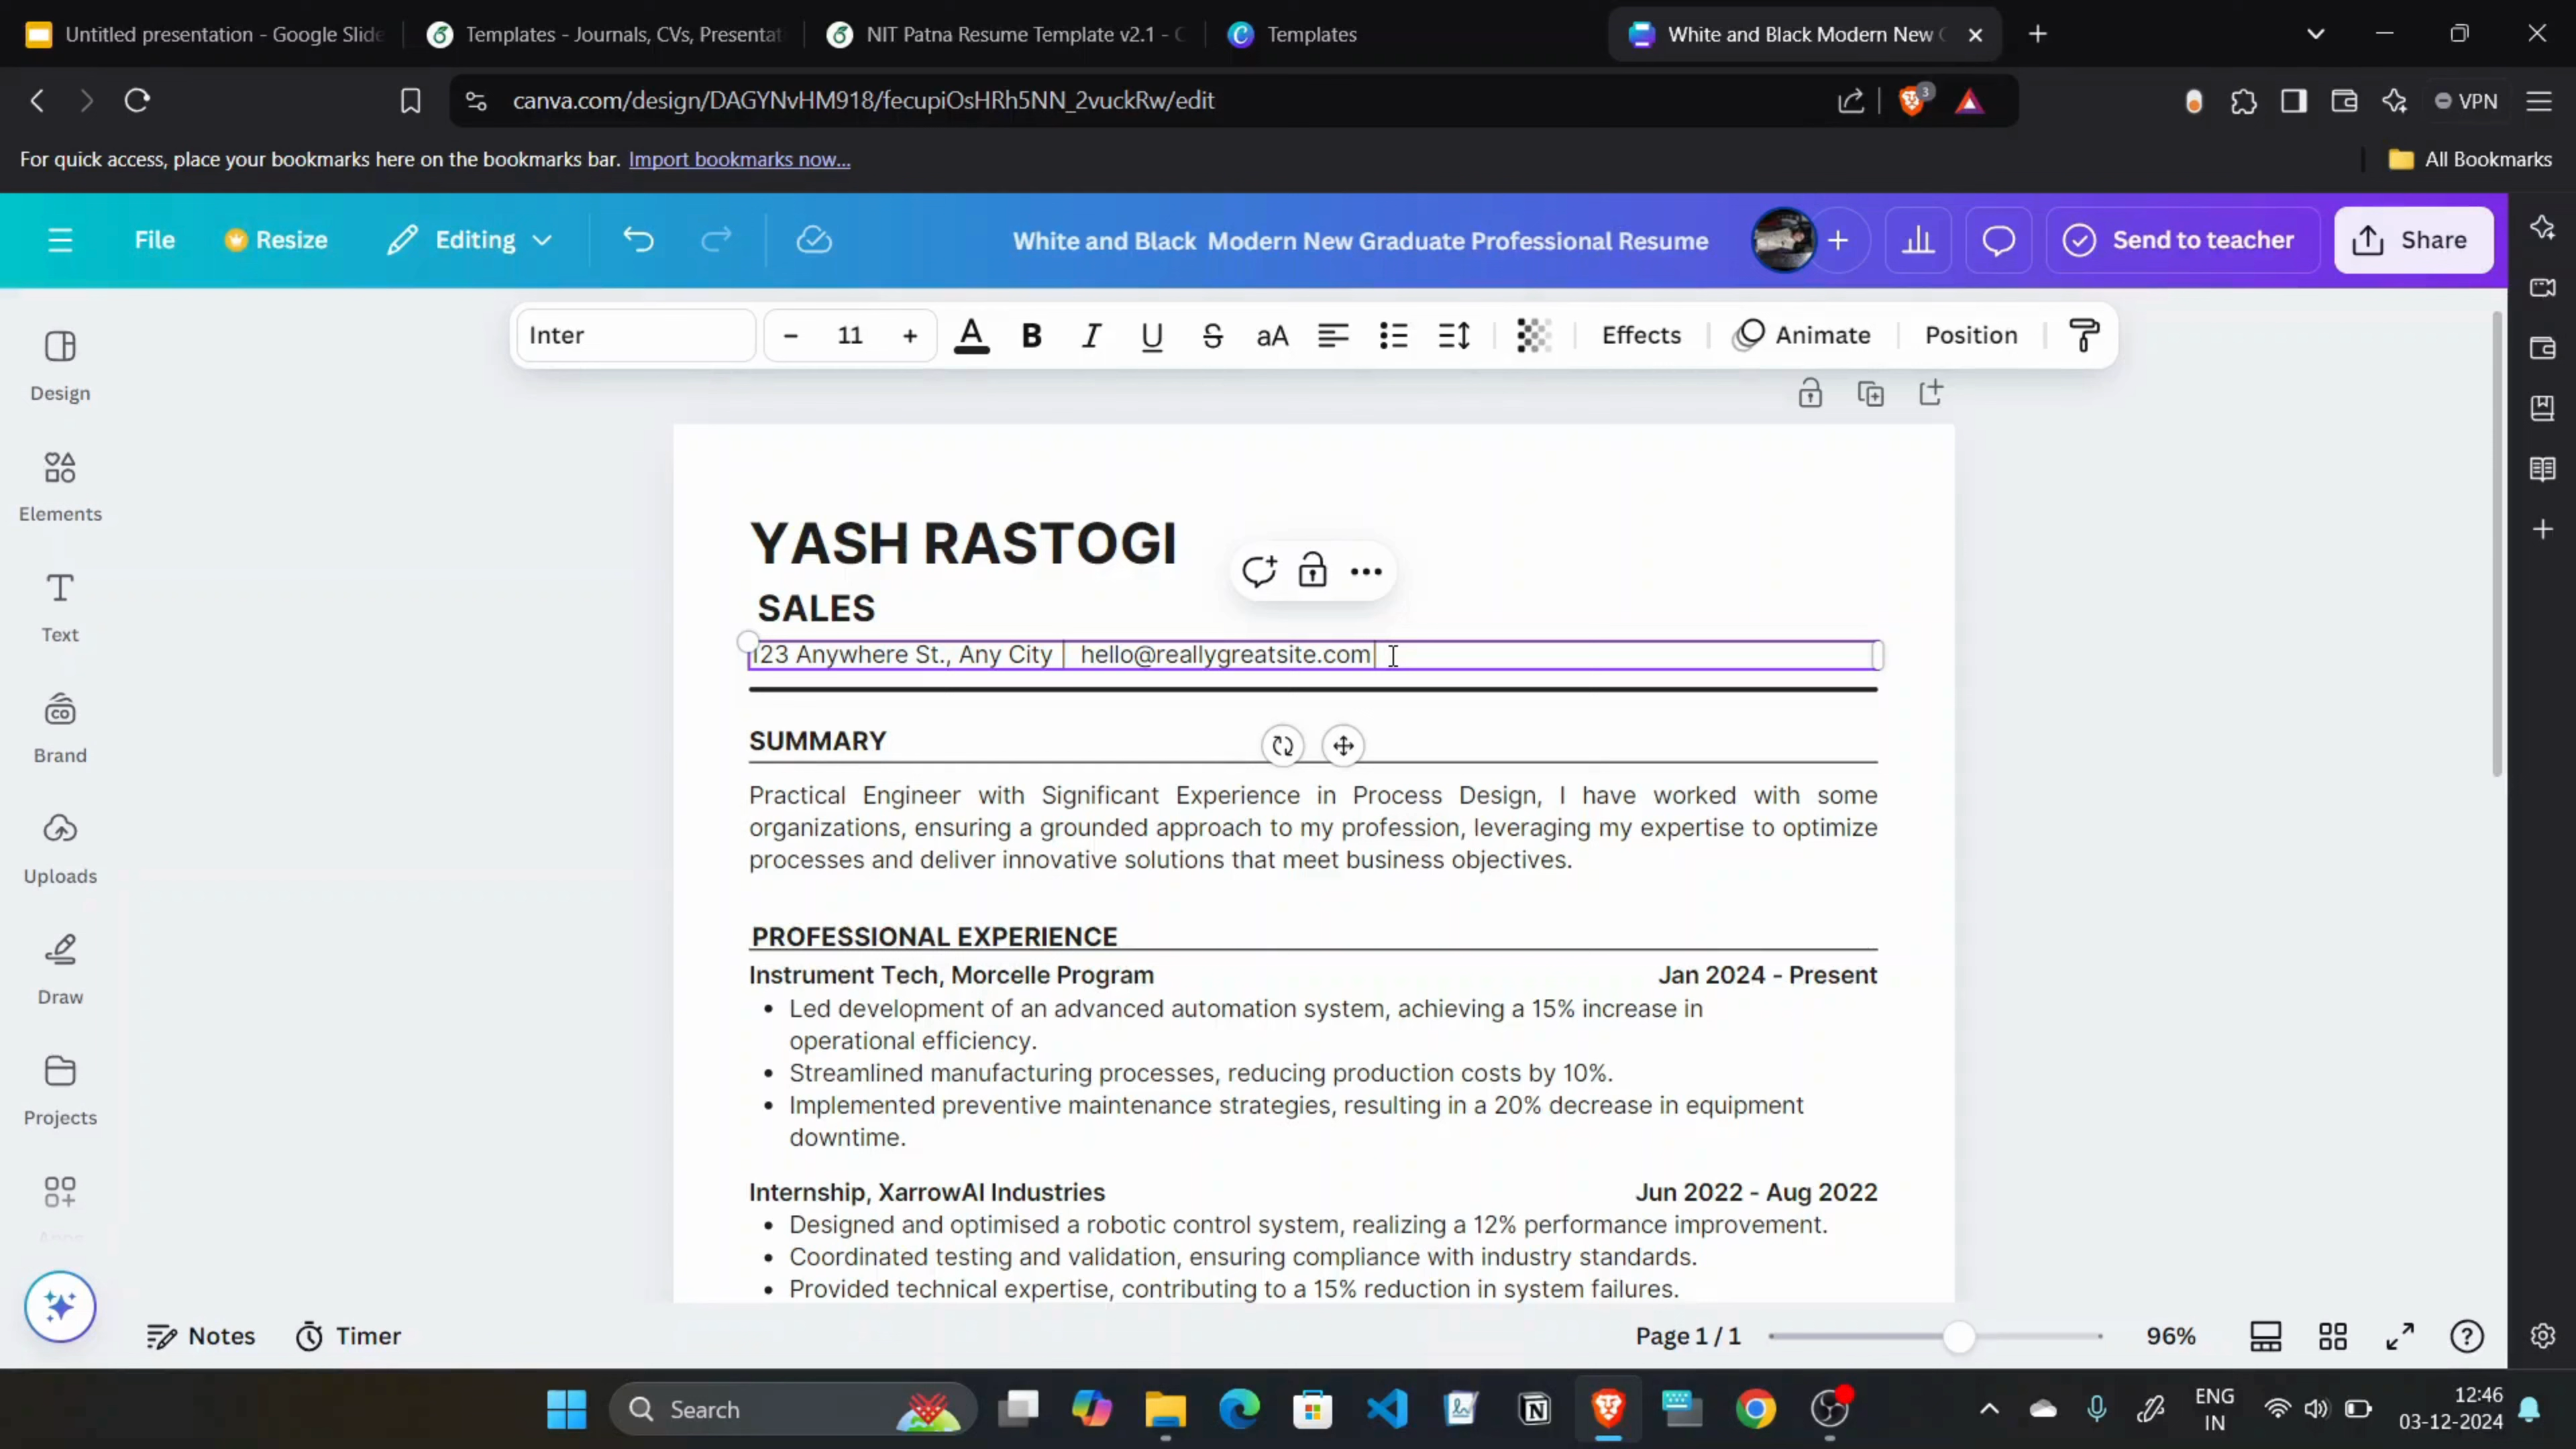 Untitled presentation - Google Slide
Templates - Journals, CVs, Presentat
NIT Patna Resume Template v2.1 -
Templates
White and Black Modern New
canva.com/design/DAGYNvHM918/fecupiOsHRh5NN_2vuckRw/edit
3
VPN
For quick access, place your bookmarks here on the bookmarks bar. Import bookmarks now...
All Bookmarks
File
Resize
Editing
White and Black Modern New Graduate Professional Resume
Send to teacher
Share
Inter
– 11 +
A B I U S aA
Effects
Animate
Position
Design
Elements
Text
Brand
Uploads
Draw
Projects
Apps
YASH RASTOGI
SALES
123 Anywhere St., Any City | hello@reallygreatsite.com
SUMMARY
Practical Engineer with Significant Experience in Process Design, I have worked with some
organizations, ensuring a grounded approach to my profession, leveraging my expertise to optimize
processes and deliver innovative solutions that meet business objectives.
PROFESSIONAL EXPERIENCE
Instrument Tech, Morcelle Program Jan 2024 - Present
• Led development of an advanced automation system, achieving a 15% increase in
operational efficiency.
• Streamlined manufacturing processes, reducing production costs by 10%.
• Implemented preventive maintenance strategies, resulting in a 20% decrease in equipment
downtime.
Internship, XarrowAI Industries Jun 2022 - Aug 2022
• Designed and optimised a robotic control system, realizing a 12% performance improvement.
• Coordinated testing and validation, ensuring compliance with industry standards.
• Provided technical expertise, contributing to a 15% reduction in system failures.
Notes
Timer
Page 1 / 1
96%
Search
ENG
IN
12:46
03-12-2024